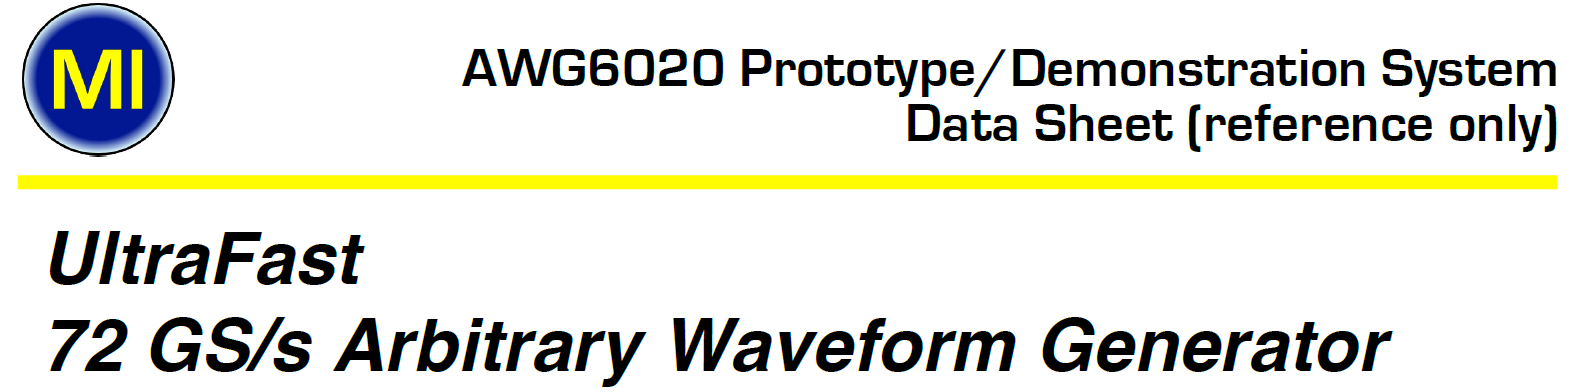 MI
AWG6020 Prototype/Demonstration System
Data Sheet (reference only)
UltraFast
72 GS/s Arbitrary Waveform Generator